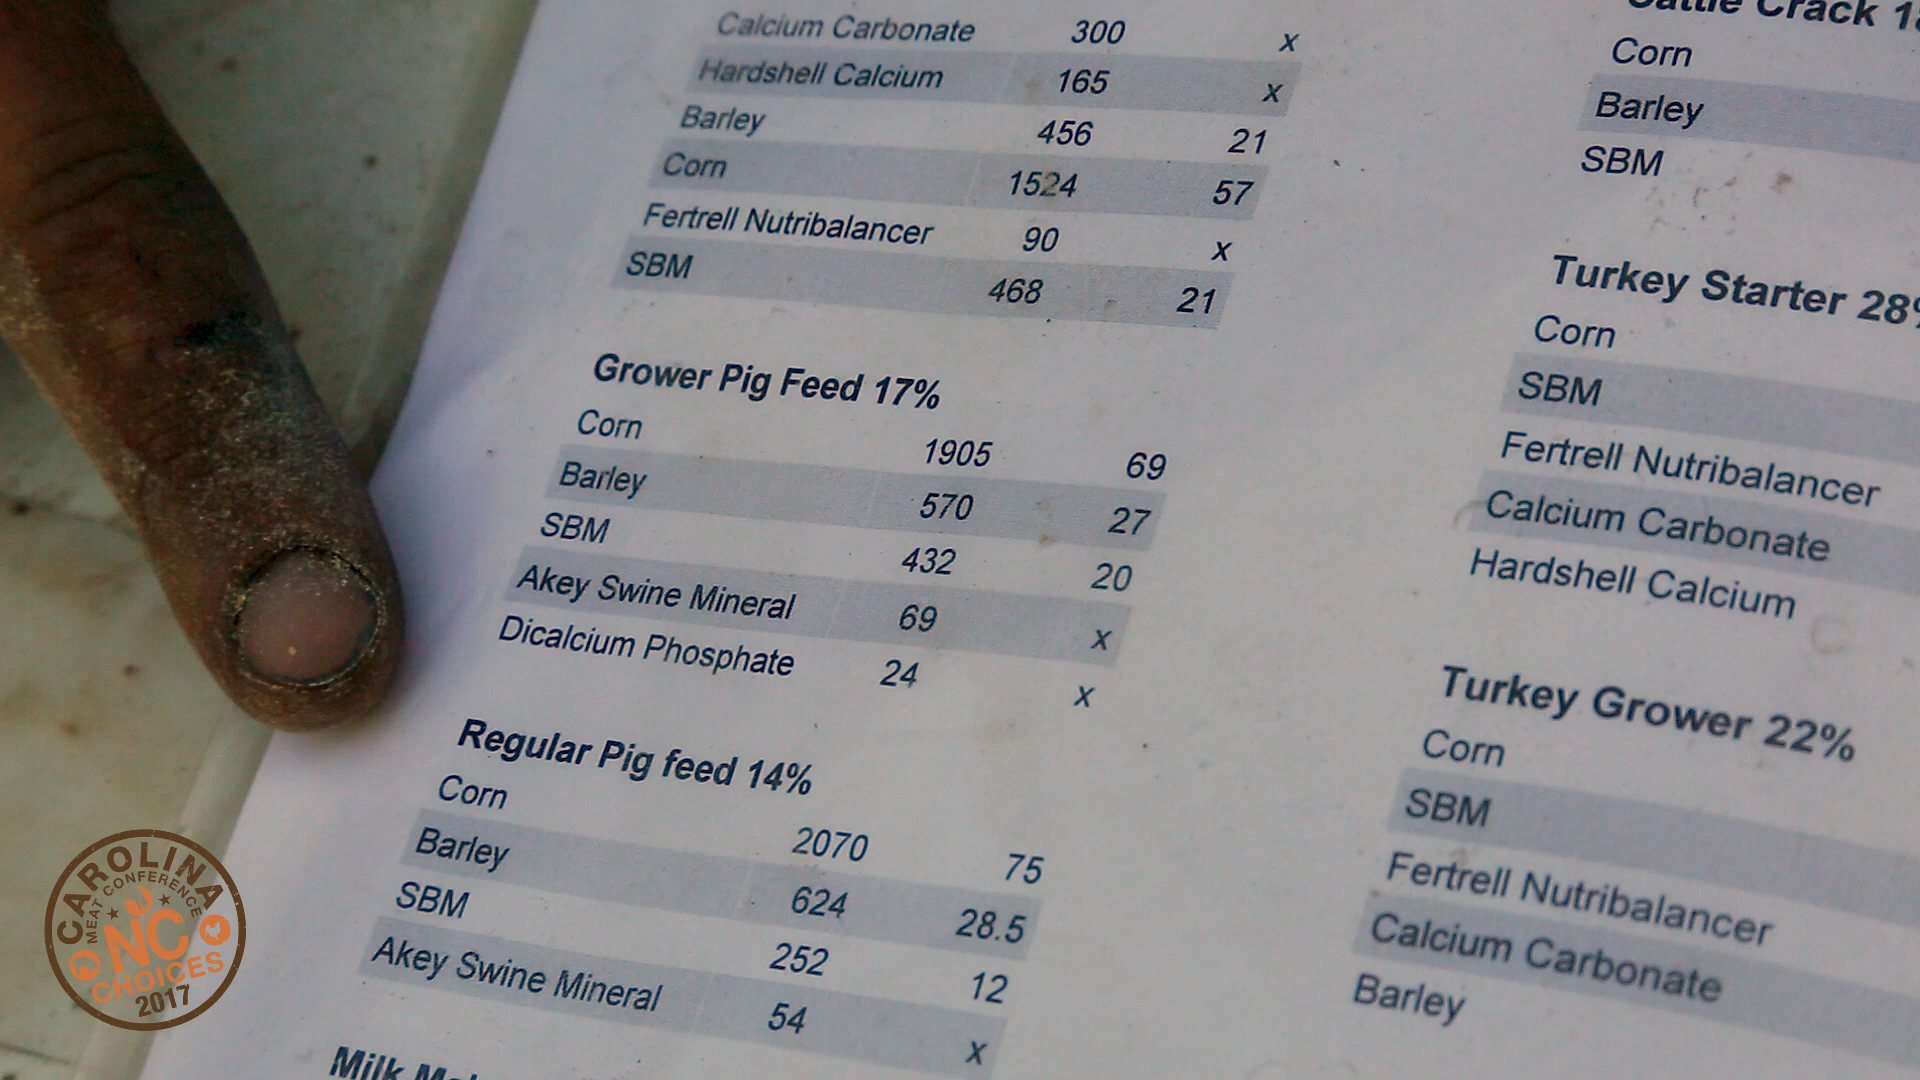 Calcium Carbonate 300 x
Hardshell Calcium 165 x
Barley 456 21
Corn 1524 57
Fertrell Nutribalancer 90 x
SBM 468 21
Grower Pig Feed 17%
Corn 1905 69
Barley 570 27
SBM 432 20
Akey Swine Mineral 69 x
Dicalcium Phosphate 24 x
Regular Pig feed 14%
Corn 2070 75
Barley 624 28.5
SBM 252 12
Akey Swine Mineral 54 x
Milk
Cattle Crack
Corn
Barley
SBM
Turkey Starter 28%
Corn
SBM
Fertrell Nutribalancer
Calcium Carbonate
Hardshell Calcium
Turkey Grower 22%
Corn
SBM
Fertrell Nutribalancer
Calcium Carbonate
Barley
CAROLINA
MEAT CONFERENCE
NC
CHOICES
2017